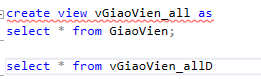 create view vGiaoVien_all as
select * from GiaoVien;
select * from vGiaoVien_allD